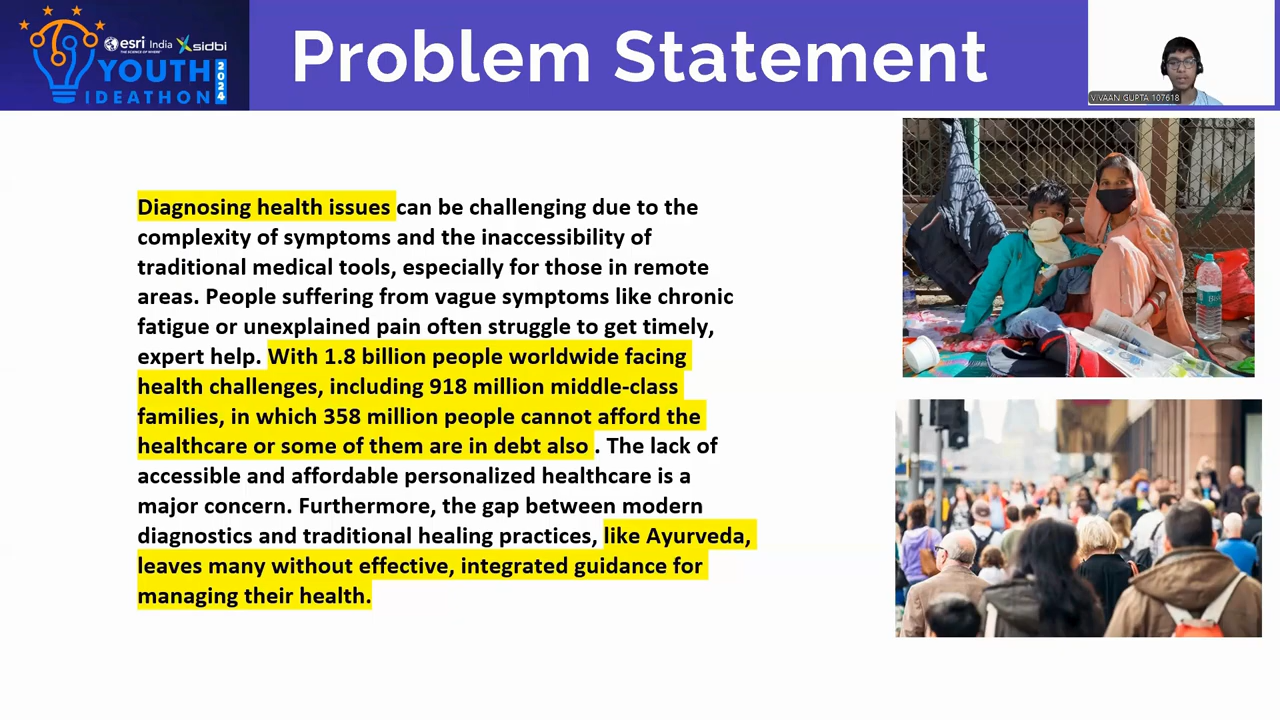 esri India
THE SCIENCE OF WHERE
sidbi
YOUTH
IDEATHON
2024
Problem Statement
VIVAAN GUPTA 107618
Diagnosing health issues can be challenging due to the
complexity of symptoms and the inaccessibility of
traditional medical tools, especially for those in remote
areas. People suffering from vague symptoms like chronic
fatigue or unexplained pain often struggle to get timely,
expert help. With 1.8 billion people worldwide facing
health challenges, including 918 million middle-class
families, in which 358 million people cannot afford the
healthcare or some of them are in debt also . The lack of
accessible and affordable personalized healthcare is a
major concern. Furthermore, the gap between modern
diagnostics and traditional healing practices, like Ayurveda,
leaves many without effective, integrated guidance for
managing their health.